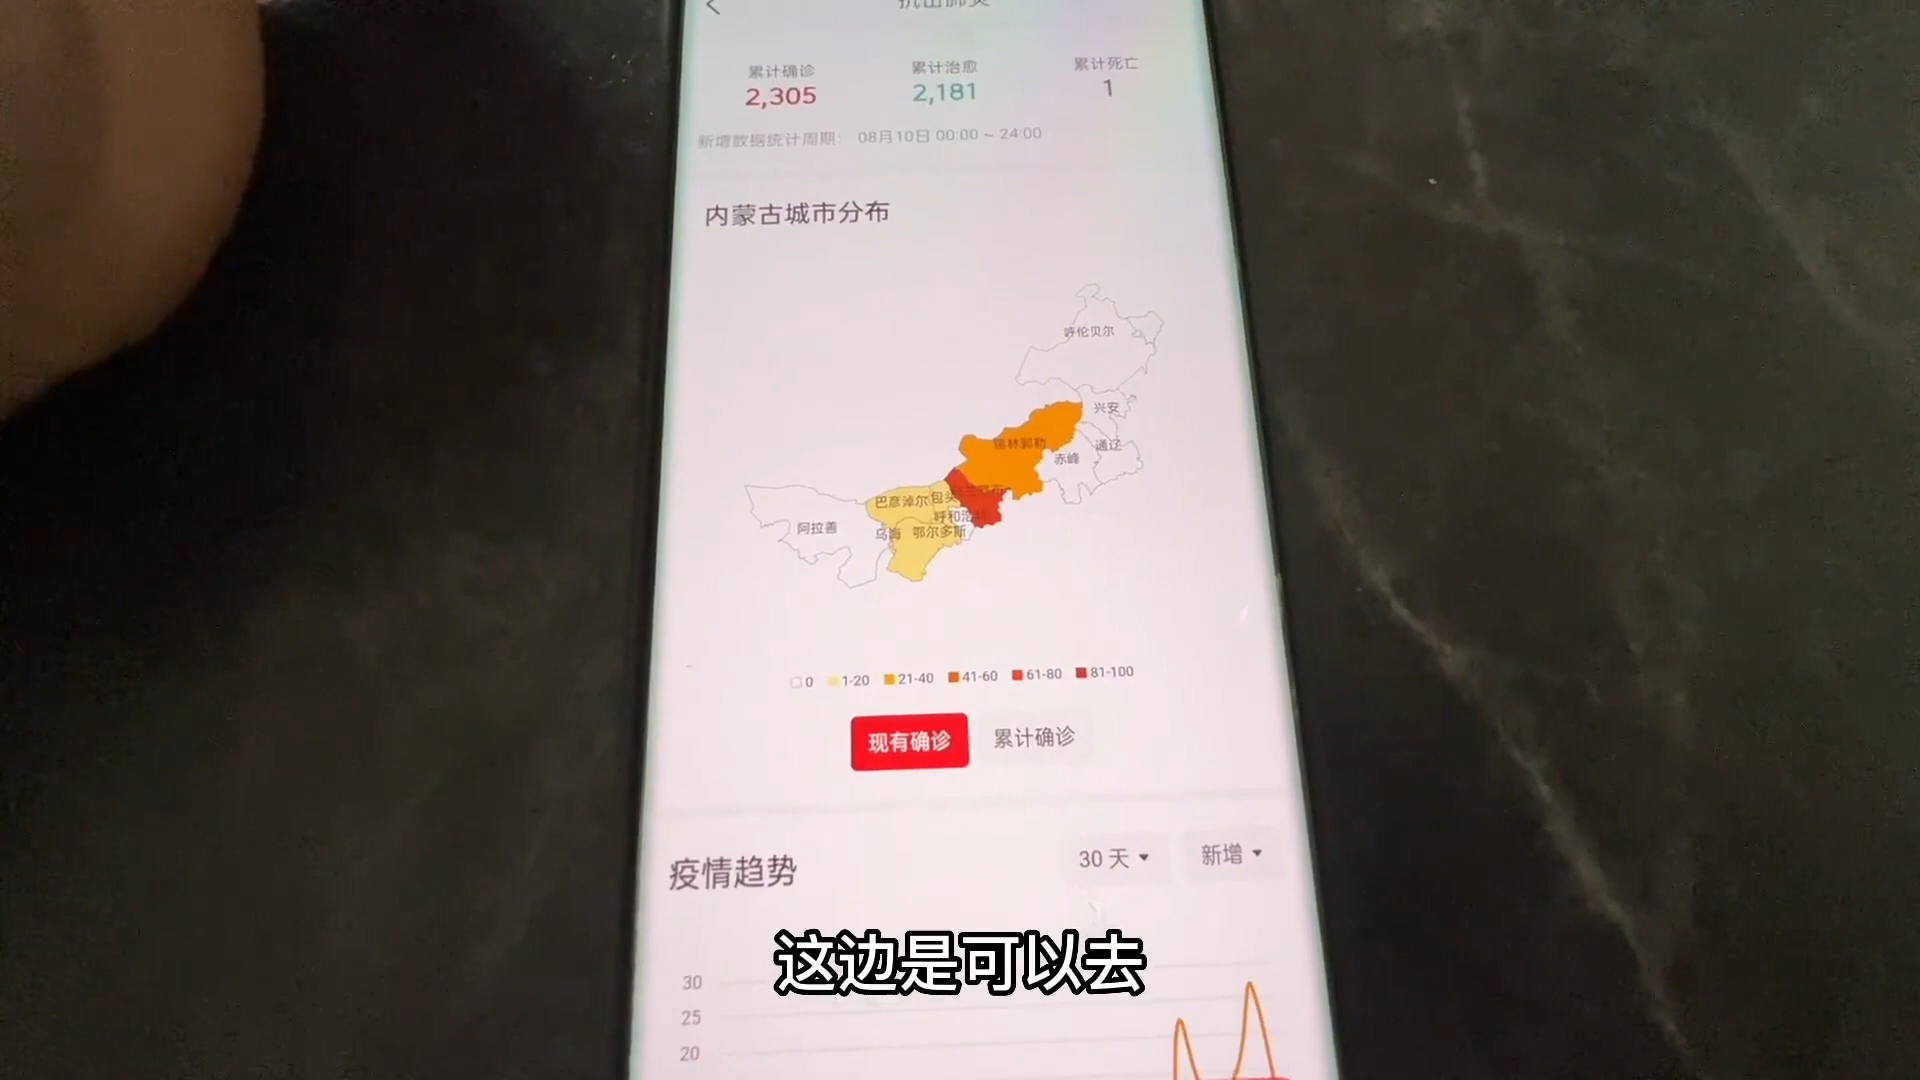 累计确诊 累计治愈 累计死亡
2,305 2,181 1
新增数据统计周期: 08月10日 00:00 ~ 24:00
内蒙古城市分布
呼伦贝尔
兴安
锡林郭勒 通辽
赤峰
巴彦淖尔 包头
呼和浩特
阿拉善 乌海 鄂尔多斯
0 1-20 21-40 41-60 61-80 81-100
现有确诊 累计确诊
疫情趋势 30 天 新增
这边是可以去
30
25
20